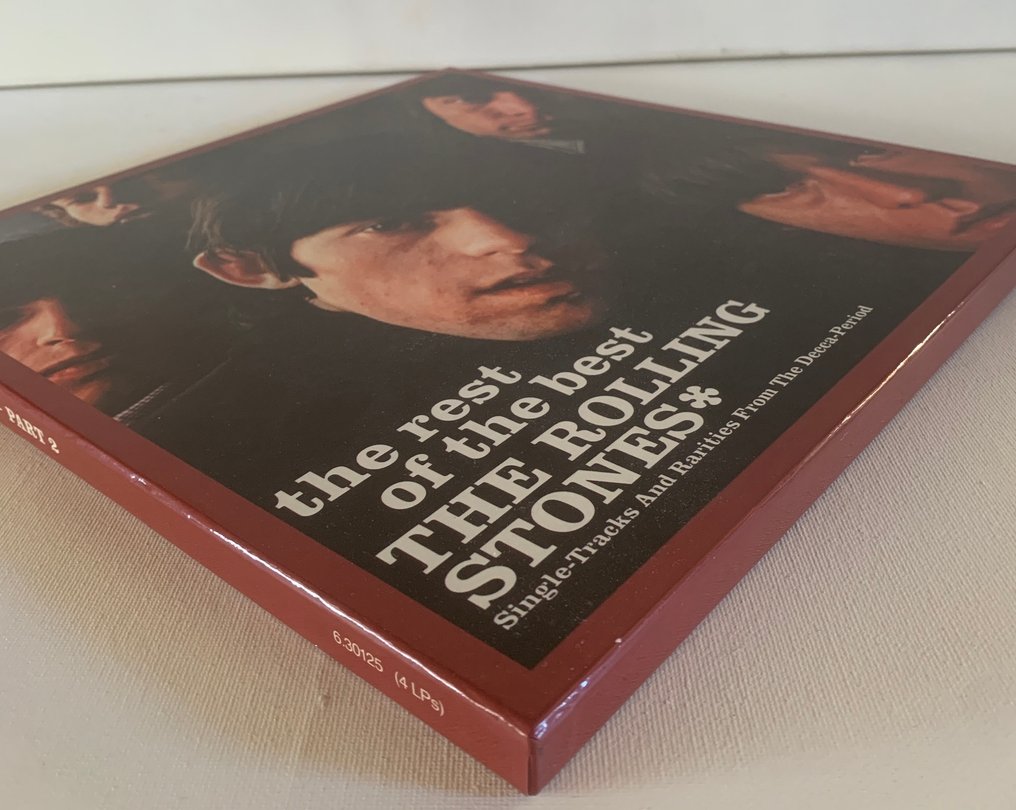 the rest
of the best
THE ROLLING
STONES*
Single-Tracks And Rarities From The Decca-Period
PART 2
6.30125 (4 LPs)